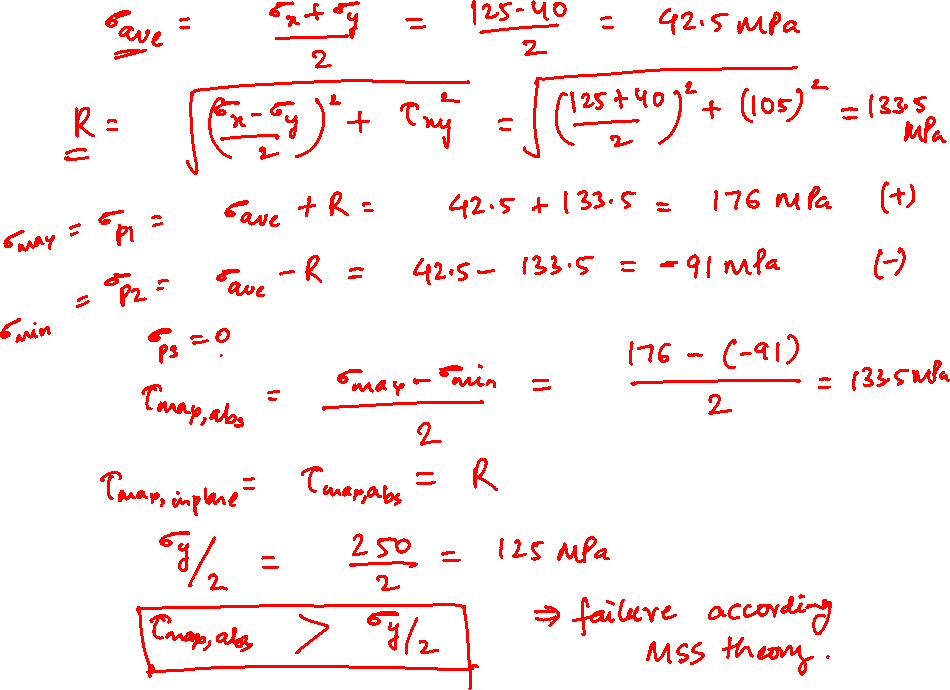 σave = (σx + σy)/2 = (125-40)/2 = 42.5 MPa
R = √(((σx - σy)/2)² + τxy²) = √(((125+40)/2)² + (105)²) = 133.5 MPa
σmax = σp1 = σave + R = 42.5 + 133.5 = 176 MPa (+)
σmin = σp2 = σave - R = 42.5 - 133.5 = -91 MPa (-)
σp3 = 0
τmax,abs = (σmax - σmin)/2 = (176 - (-91))/2 = 133.5 MPa
τmax, inplane = τmax,abs = R
σy/2 = 250/2 = 125 MPa
τmax,abs > σy/2 ⇒ failure according
MSS theory.